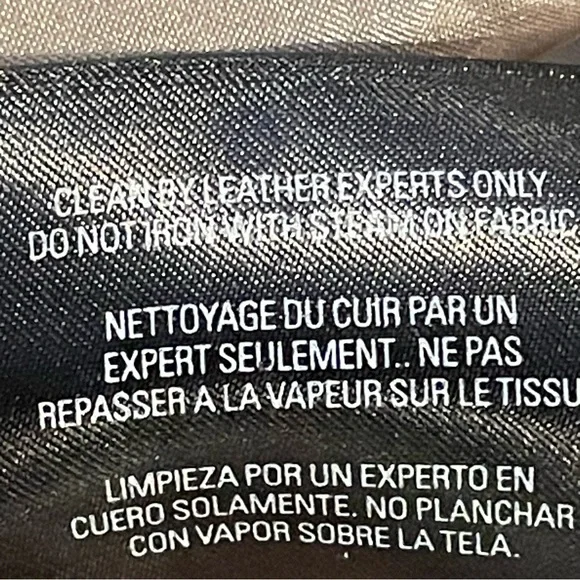 CLEAN BY LEATHER EXPERTS ONLY.
DO NOT IRON WITH STEAM ON FABRIC
NETTOYAGE DU CUIR PAR UN
EXPERT SEULEMENT.. NE PAS
REPASSER A LA VAPEUR SUR LE TISSU
LIMPIEZA POR UN EXPERTO EN
CUERO SOLAMENTE. NO PLANCHAR
CON VAPOR SOBRE LA TELA.